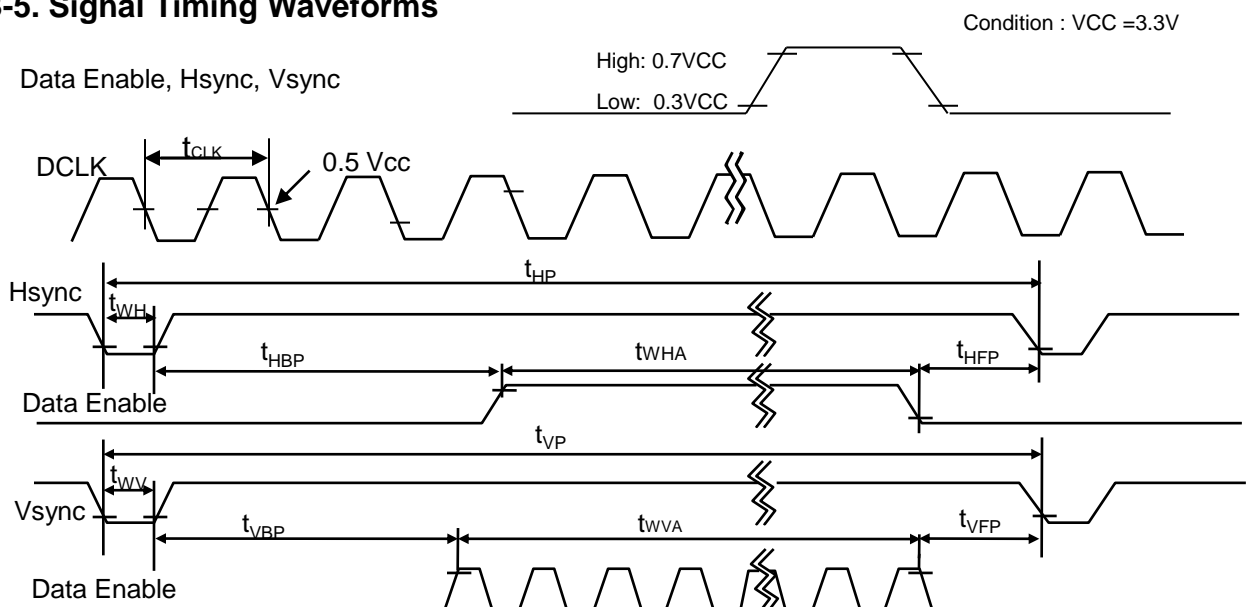 -5. Signal Timing Waveforms
Condition : VCC =3.3V
High: 0.7VCC
Data Enable, Hsync, Vsync
Low: 0.3VCC
tCLK
0.5 Vcc
DCLK
tHP
Hsync
tWH
tHBP
tWHA
tHFP
Data Enable
tVP
tWV
Vsync
tVBP
tWVA
tVFP
Data Enable